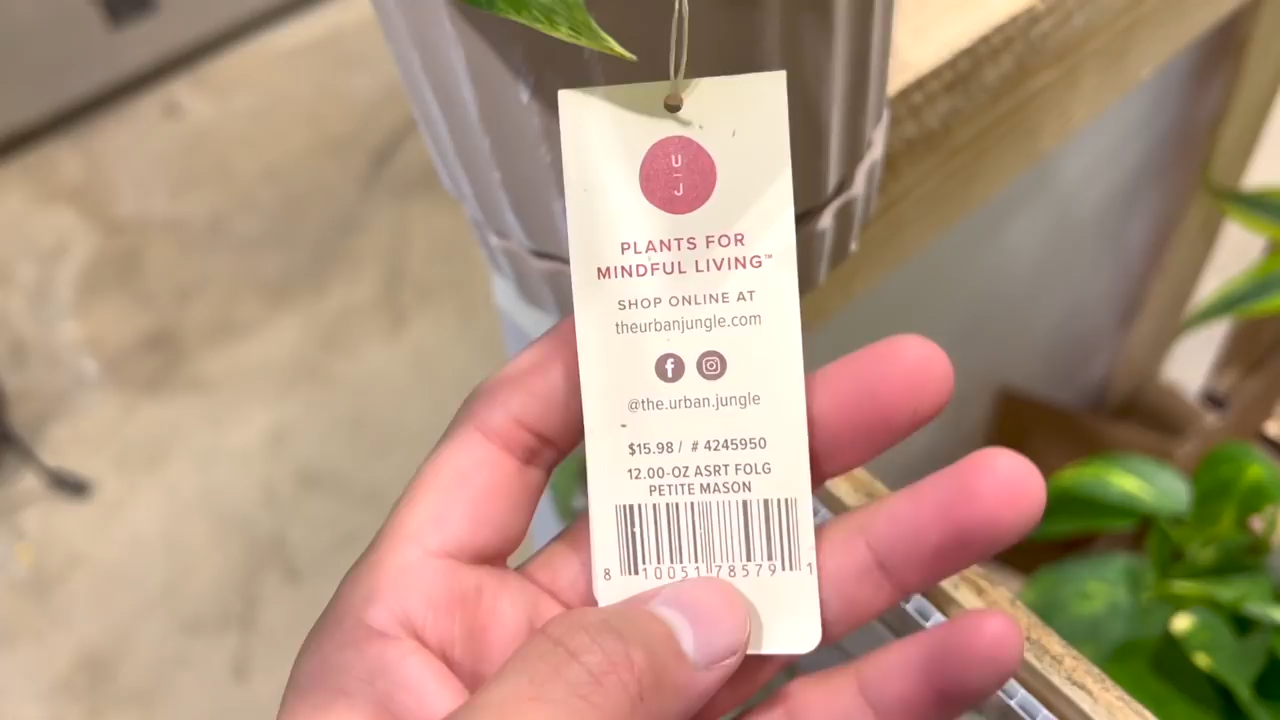 U
J
PLANTS FOR
MINDFUL LIVING™
SHOP ONLINE AT
theurbanjungle.com
@the.urban.jungle
$15.98 / # 4245950
12.00-OZ ASRT FOLG
PETITE MASON
8 10051 78579 1